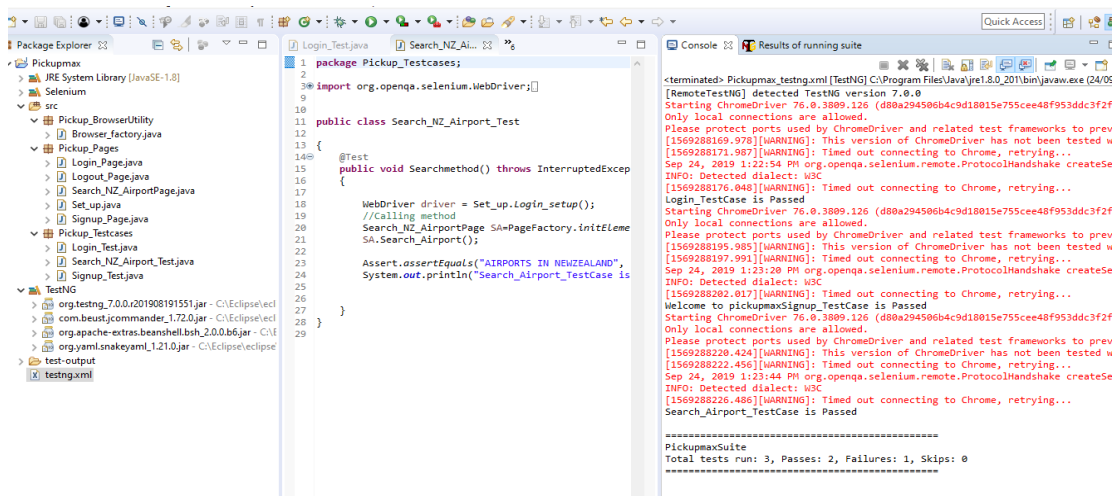 Quick Access
Package Explorer
Pickupmax
JRE System Library [JavaSE-1.8]
Selenium
src
Pickup_BrowserUtility
Browser_factory.java
Pickup_Pages
Login_Page.java
Logout_Page.java
Search_NZ_AirportPage.java
Set_up.java
Signup_Page.java
Pickup_Testcases
Login_Test.java
Search_NZ_Airport_Test.java
Signup_Test.java
TestNG
org.testng_7.0.0.r201908191551.jar - C:\Eclipse\ecl
com.beust.jcommander_1.72.0.jar - C:\Eclipse\ecl
org.apache-extras.beanshell.bsh_2.0.0.b6.jar - C:\E
org.yaml.snakeyaml_1.21.0.jar - C:\Eclipse\eclipse
test-output
testng.xml
Login_Test.java Search_NZ_Ai... »6
1 package Pickup_Testcases;
2
3 import org.openqa.selenium.WebDriver;
9
10
11 public class Search_NZ_Airport_Test
12
13 {
14 @Test
15 public void Searchmethod() throws InterruptedExcep
16 {
17
18 WebDriver driver = Set_up.Login_setup();
19 //Calling method
20 Search_NZ_AirportPage SA=PageFactory.initEleme
21 SA.Search_Airport();
22
23 Assert.assertEquals("AIRPORTS IN NEWZEALAND",
24 System.out.println("Search_Airport_TestCase is
25
26
27 }
28 }
29
Console Results of running suite
<terminated> Pickupmax_testng.xml [TestNG] C:\Program Files\Java\jre1.8.0_201\bin\javaw.exe (24/09
[RemoteTestNG] detected TestNG version 7.0.0
Starting ChromeDriver 76.0.3809.126 (d80a294506b4c9d18015e755cee48f953ddc3f2f
Only local connections are allowed.
Please protect ports used by ChromeDriver and related test frameworks to prev
[1569288169.978][WARNING]: This version of ChromeDriver has not been tested w
[1569288171.987][WARNING]: Timed out connecting to Chrome, retrying...
Sep 24, 2019 1:22:54 PM org.openqa.selenium.remote.ProtocolHandshake createSe
INFO: Detected dialect: W3C
[1569288176.048][WARNING]: Timed out connecting to Chrome, retrying...
Login_TestCase is Passed
Starting ChromeDriver 76.0.3809.126 (d80a294506b4c9d18015e755cee48f953ddc3f2f
Only local connections are allowed.
Please protect ports used by ChromeDriver and related test frameworks to prev
[1569288195.985][WARNING]: This version of ChromeDriver has not been tested w
[1569288197.991][WARNING]: Timed out connecting to Chrome, retrying...
Sep 24, 2019 1:23:20 PM org.openqa.selenium.remote.ProtocolHandshake createSe
INFO: Detected dialect: W3C
[1569288202.017][WARNING]: Timed out connecting to Chrome, retrying...
Welcome to pickupmaxSignup_TestCase is Passed
Starting ChromeDriver 76.0.3809.126 (d80a294506b4c9d18015e755cee48f953ddc3f2f
Only local connections are allowed.
Please protect ports used by ChromeDriver and related test frameworks to prev
[1569288220.424][WARNING]: This version of ChromeDriver has not been tested w
[1569288222.456][WARNING]: Timed out connecting to Chrome, retrying...
Sep 24, 2019 1:23:44 PM org.openqa.selenium.remote.ProtocolHandshake createSe
INFO: Detected dialect: W3C
[1569288226.486][WARNING]: Timed out connecting to Chrome, retrying...
Search_Airport_TestCase is Passed
===============================================
PickupmaxSuite
Total tests run: 3, Passes: 2, Failures: 1, Skips: 0
===============================================